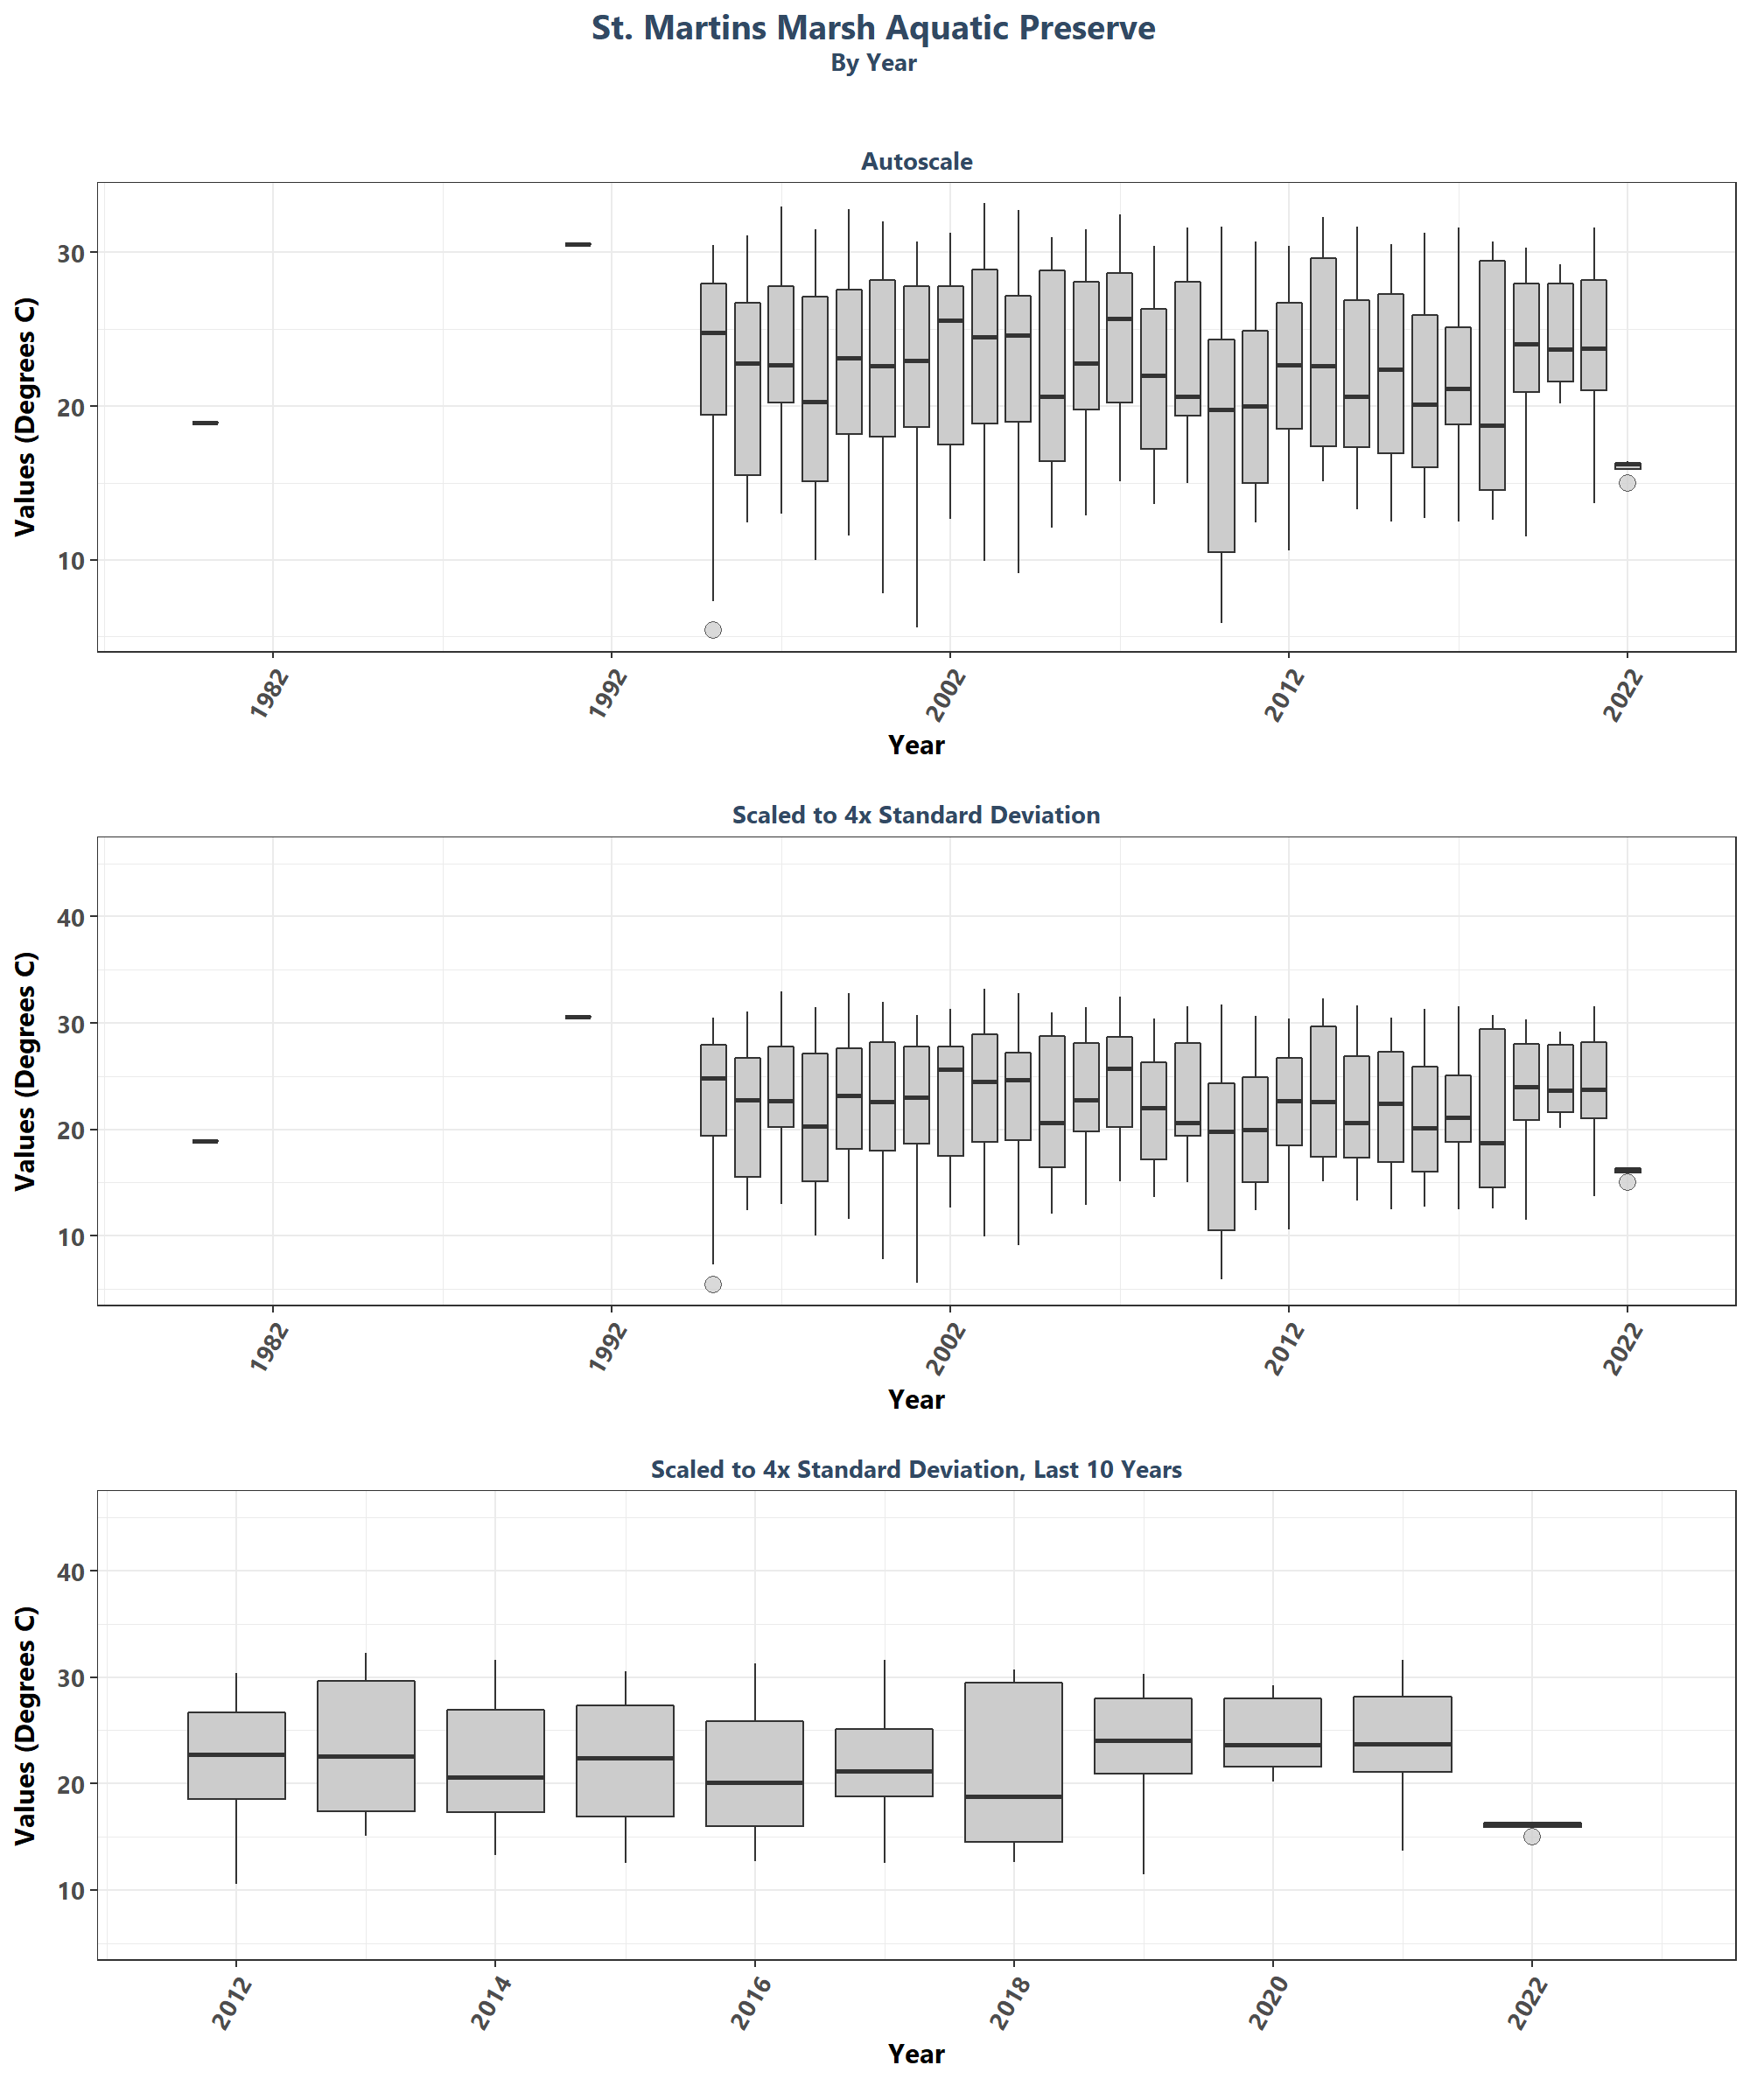 St. Martins Marsh Aquatic Preserve
By Year
Autoscale
Values (Degrees C)
30
20
10
1982 1992 2002 2012 2022
Year
Scaled to 4x Standard Deviation
Values (Degrees C)
40
30
20
10
1982 1992 2002 2012 2022
Year
Scaled to 4x Standard Deviation, Last 10 Years
Values (Degrees C)
40
30
20
10
2012 2014 2016 2018 2020 2022
Year